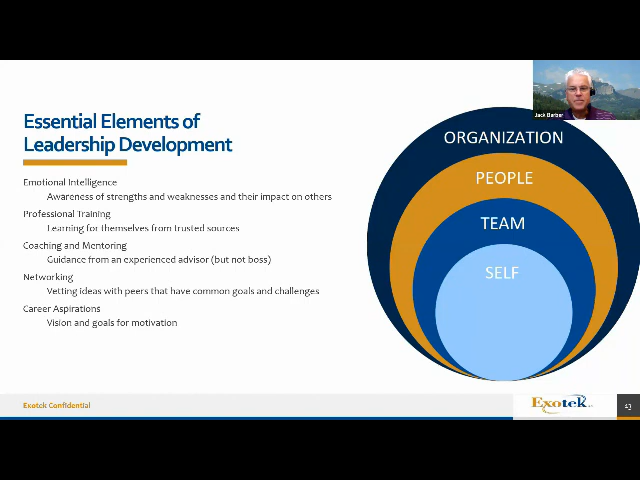 Essential Elements of
Leadership Development
Emotional Intelligence
Awareness of strengths and weaknesses and their impact on others
Professional Training
Learning for themselves from trusted sources
Coaching and Mentoring
Guidance from an experienced advisor (but not boss)
Networking
Vetting ideas with peers that have common goals and challenges
Career Aspirations
Vision and goals for motivation
Jack Barber
ORGANIZATION
PEOPLE
TEAM
SELF
Exotek Confidential
Exotek
13